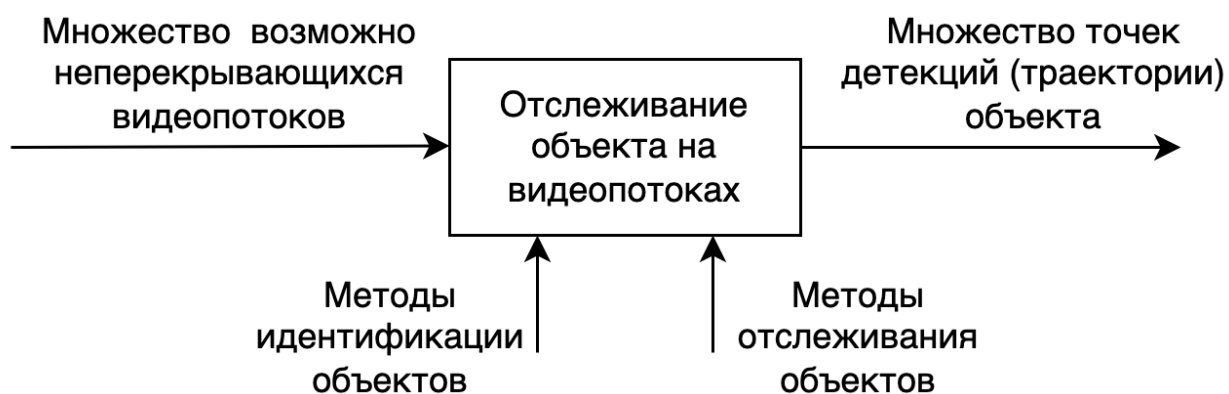 Множество возможно
неперекрывающихся
видеопотоков
Отслеживание
объекта на
видеопотоках
Множество точек
детекций (траектории)
объекта
Методы
идентификации
объектов
Методы
отслеживания
объектов